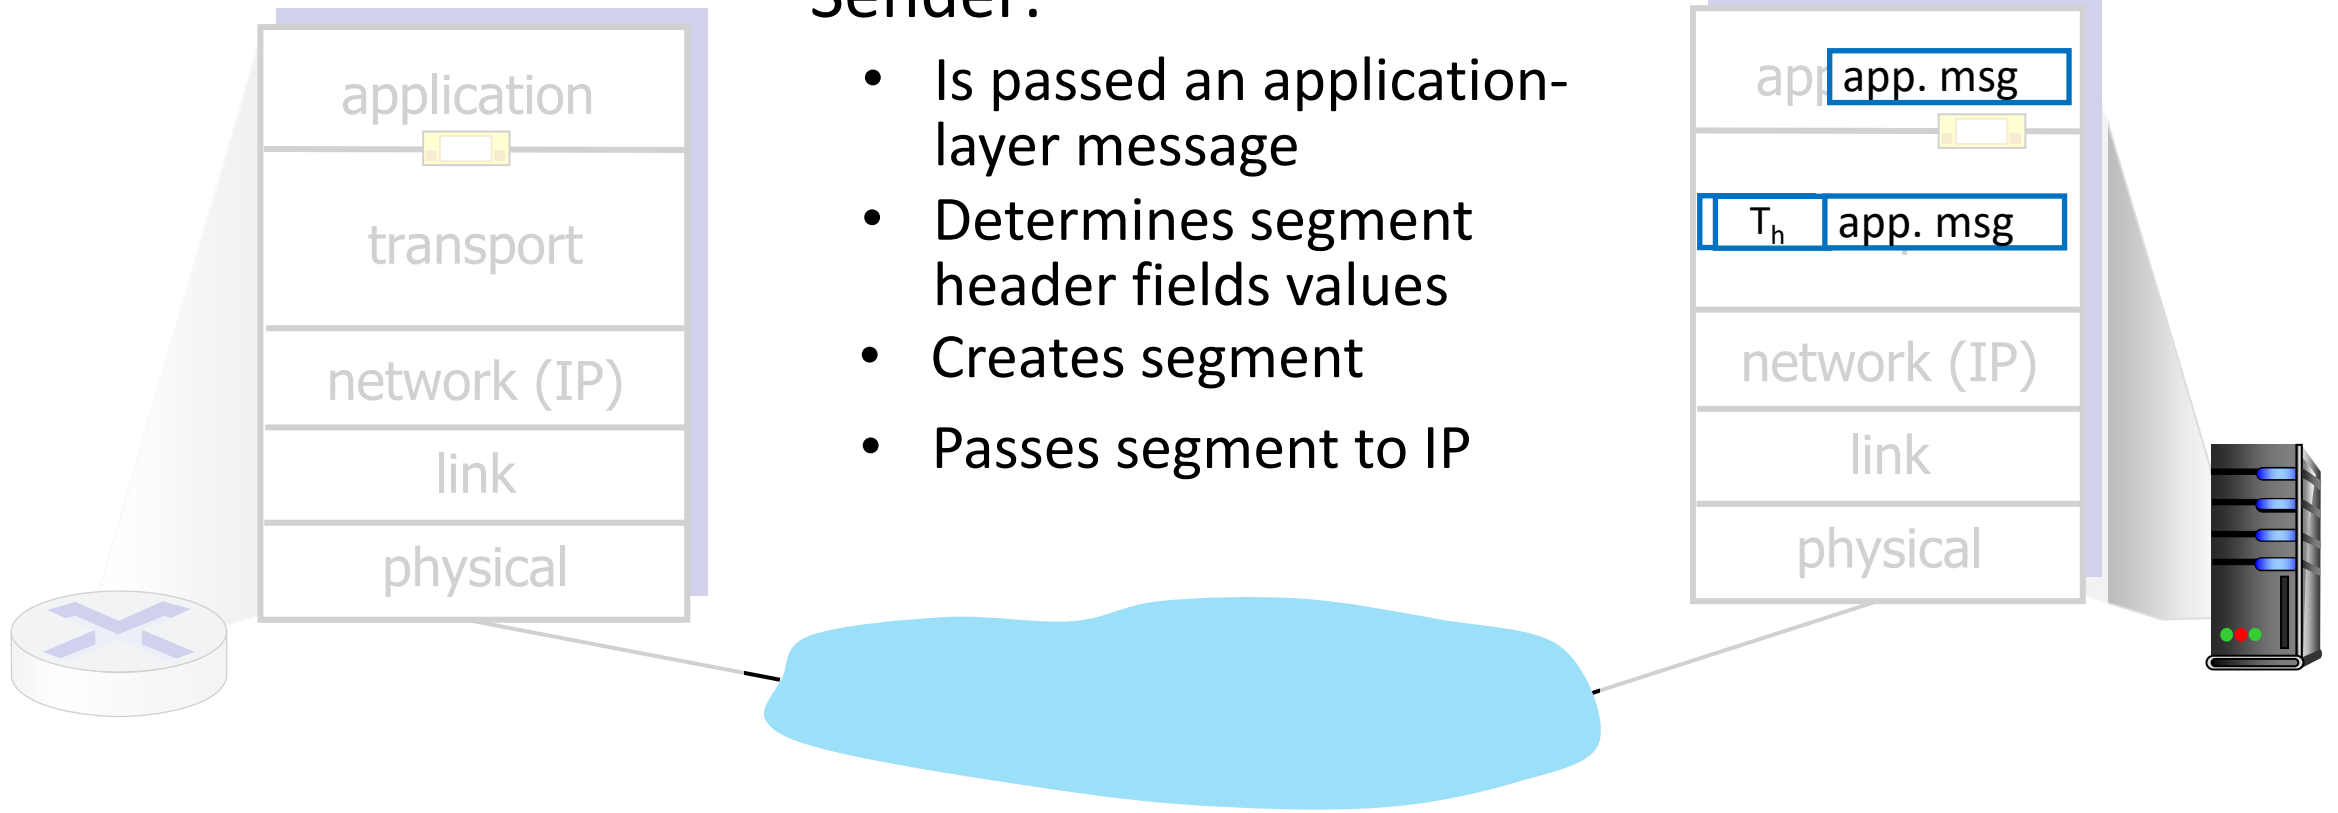 application
transport
network (IP)
link
physical
Sender:
• Is passed an application-
layer message
• Determines segment
header fields values
• Creates segment
• Passes segment to IP
app. msg
Th app. msg
network (IP)
link
physical